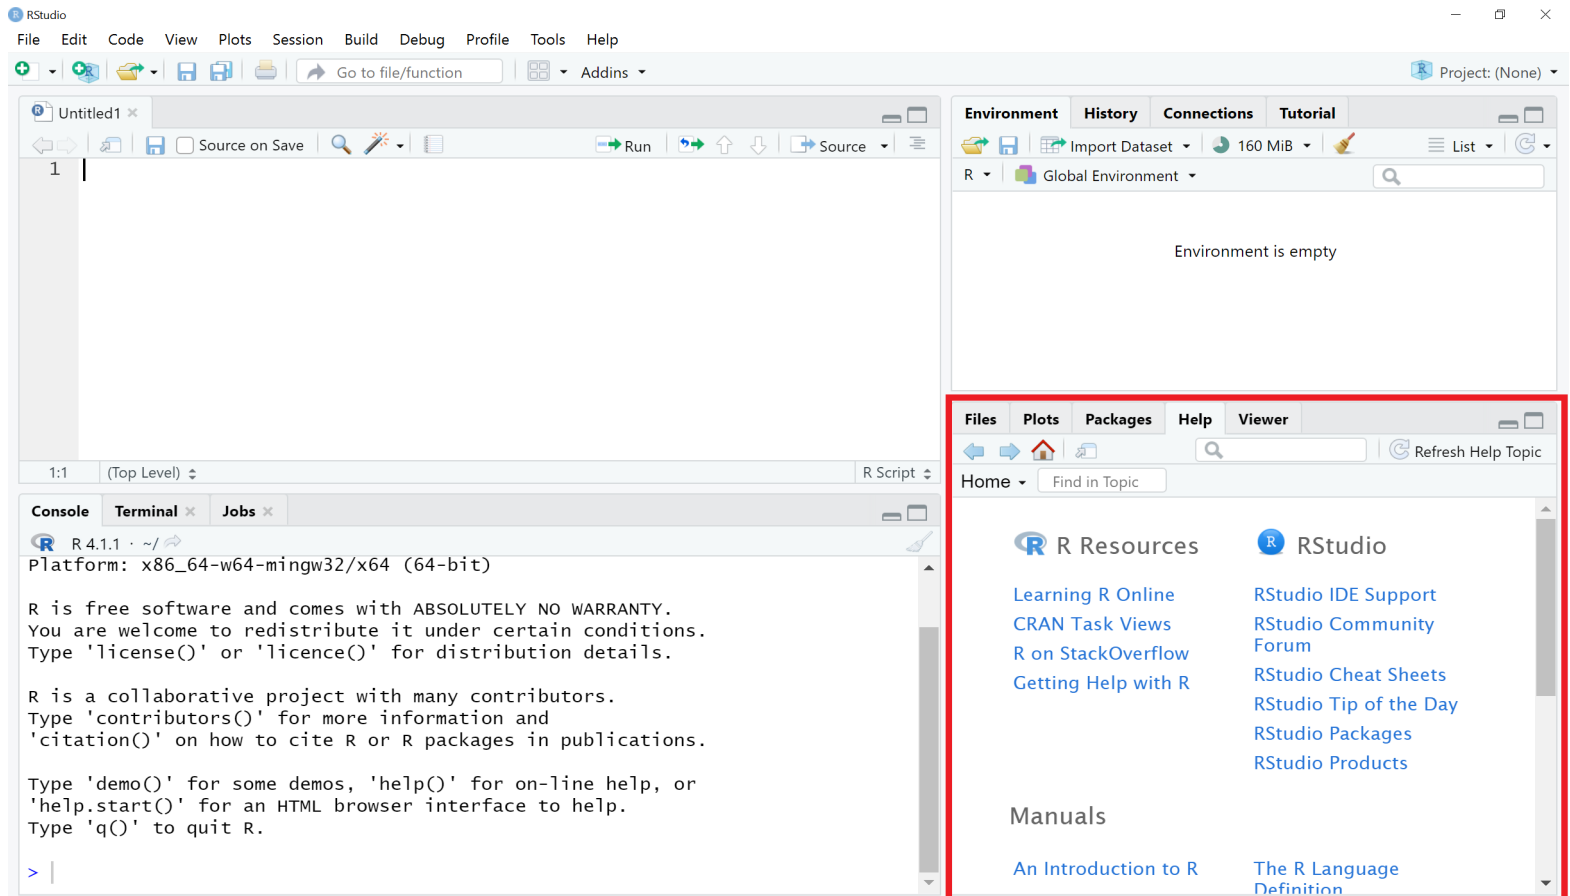 RStudio
File Edit Code View Plots Session Build Debug Profile Tools Help
Go to file/function Addins Project: (None)
Untitled1
Source on Save Run Source
1
1:1 (Top Level) R Script
Console Terminal Jobs
R 4.1.1 · ~/
Platform: x86_64-w64-mingw32/x64 (64-bit)
R is free software and comes with ABSOLUTELY NO WARRANTY.
You are welcome to redistribute it under certain conditions.
Type 'license()' or 'licence()' for distribution details.
R is a collaborative project with many contributors.
Type 'contributors()' for more information and
'citation()' on how to cite R or R packages in publications.
Type 'demo()' for some demos, 'help()' for on-line help, or
'help.start()' for an HTML browser interface to help.
Type 'q()' to quit R.
>
Environment History Connections Tutorial
Import Dataset 160 MiB List
R Global Environment
Environment is empty
Files Plots Packages Help Viewer
Refresh Help Topic
Home Find in Topic
R Resources
Learning R Online
CRAN Task Views
R on StackOverflow
Getting Help with R
RStudio
RStudio IDE Support
RStudio Community
Forum
RStudio Cheat Sheets
RStudio Tip of the Day
RStudio Packages
RStudio Products
Manuals
An Introduction to R
The R Language
Definition